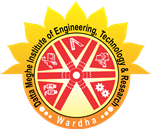 Datta Meghe Institute of Engineering, Technology & Research
Wardha